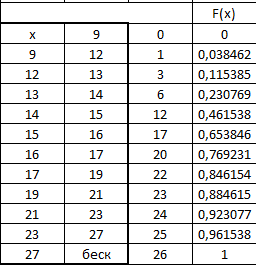 F(x)
х 9 0 0
9 12 1 0,038462
12 13 3 0,115385
13 14 6 0,230769
14 15 12 0,461538
15 16 17 0,653846
16 17 20 0,769231
17 19 22 0,846154
19 21 23 0,884615
21 23 24 0,923077
23 27 25 0,961538
27 беск 26 1